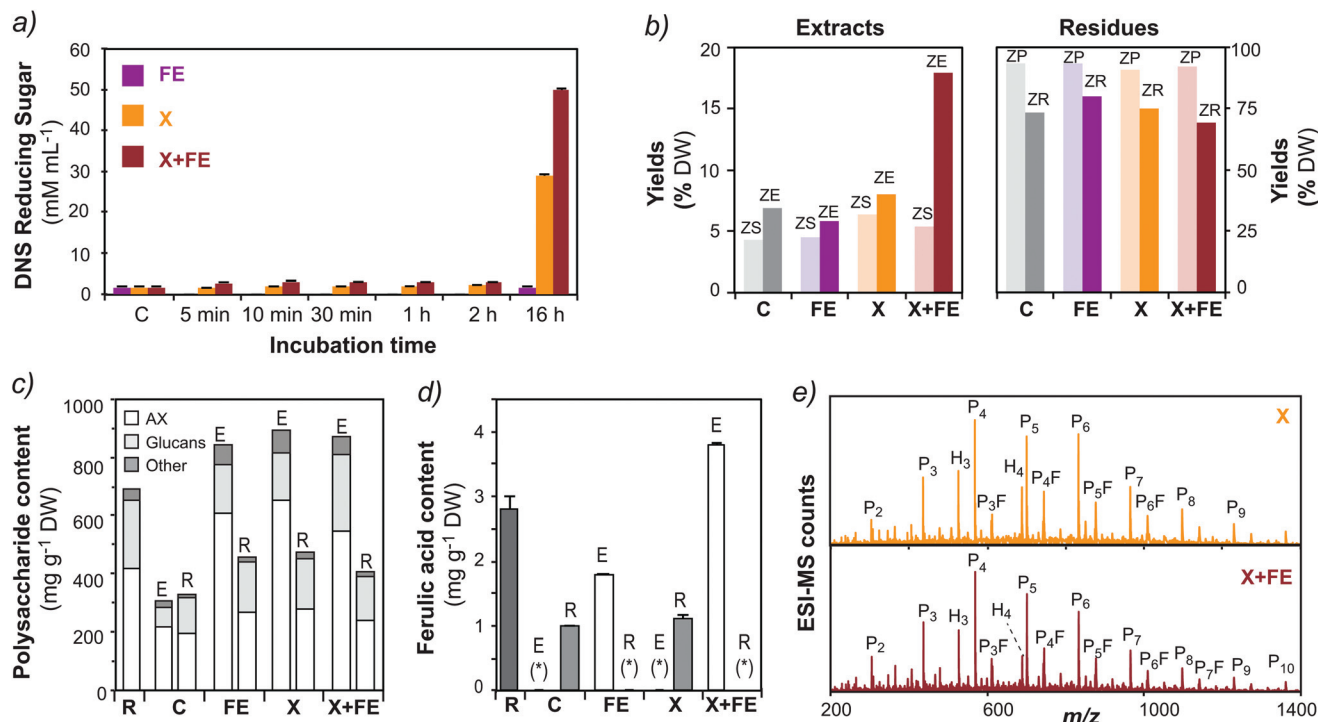 a)
60
50
40
30
20
10
0
DNS Reducing Sugar
(mM mL-1)
FE
X
X+FE
C 5 min 10 min 30 min 1 h 2 h 16 h
Incubation time
b)
Extracts
Residues
20
15
10
5
0
Yields
(% DW)
ZS ZE ZS ZE ZS ZE ZS ZE
C FE X X+FE
ZP ZR ZP ZR ZP ZR ZP ZR
C FE X X+FE
100
75
50
25
0
Yields
(% DW)
c)
1000
800
600
400
200
0
Polysaccharide content
(mg g-1 DW)
AX
Glucans
Other
E R E R E R E R
R C FE X X+FE
d)
4
3
2
1
0
Ferulic acid content
(mg g-1 DW)
E (*) R E R (*) E (*) R E R (*)
R C FE X X+FE
e)
ESI-MS counts
X
P2 P3 H3 P4 P3F H4 P5 P4F P6 P5F P7 P6F P8 P9
X+FE
P2 P3 H3 P4 P3F H4 P5 P4F P6 P5F P7 P6F P8 P7F P9 P10
200 600 1000 1400
m/z